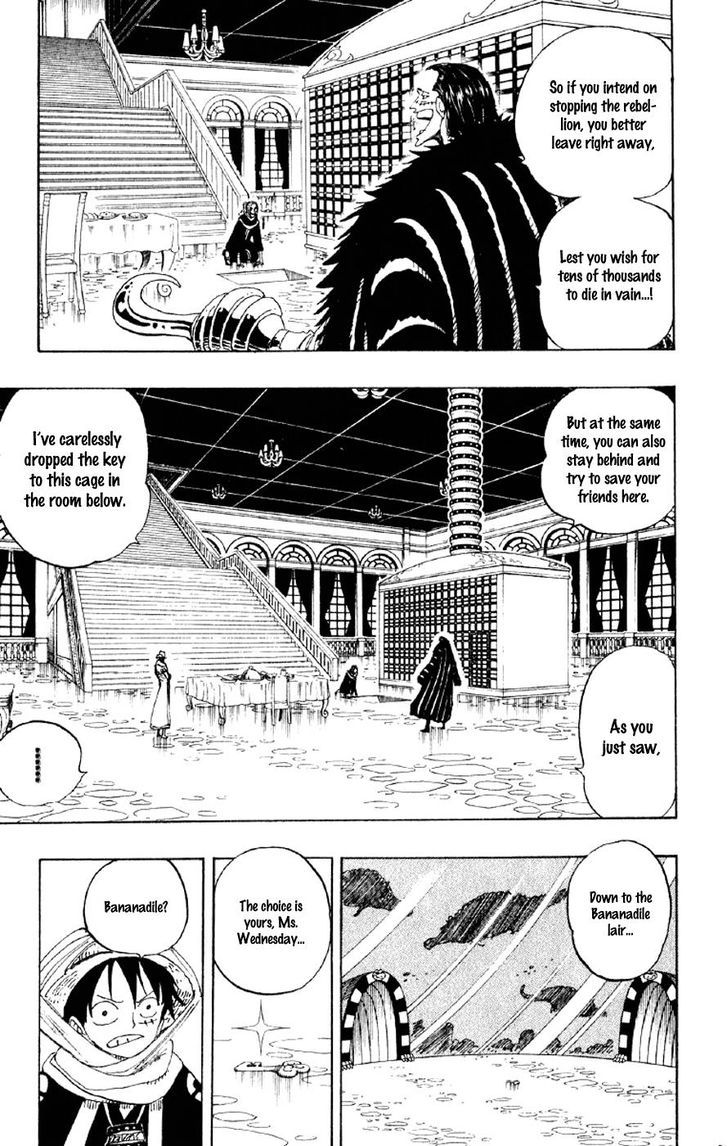 So if you intend on
stopping the rebel-
lion, you better
leave right away,
Lest you wish for
tens of thousands
to die in vain...!
But at the same
time, you can also
stay behind and
try to save your
friends here.
I've carelessly
dropped the key
to this cage in
the room below.
As you
just saw,
......
Down to the
Bananadile
lair...
The choice is
yours, Ms.
Wednesday...
Bananadile?